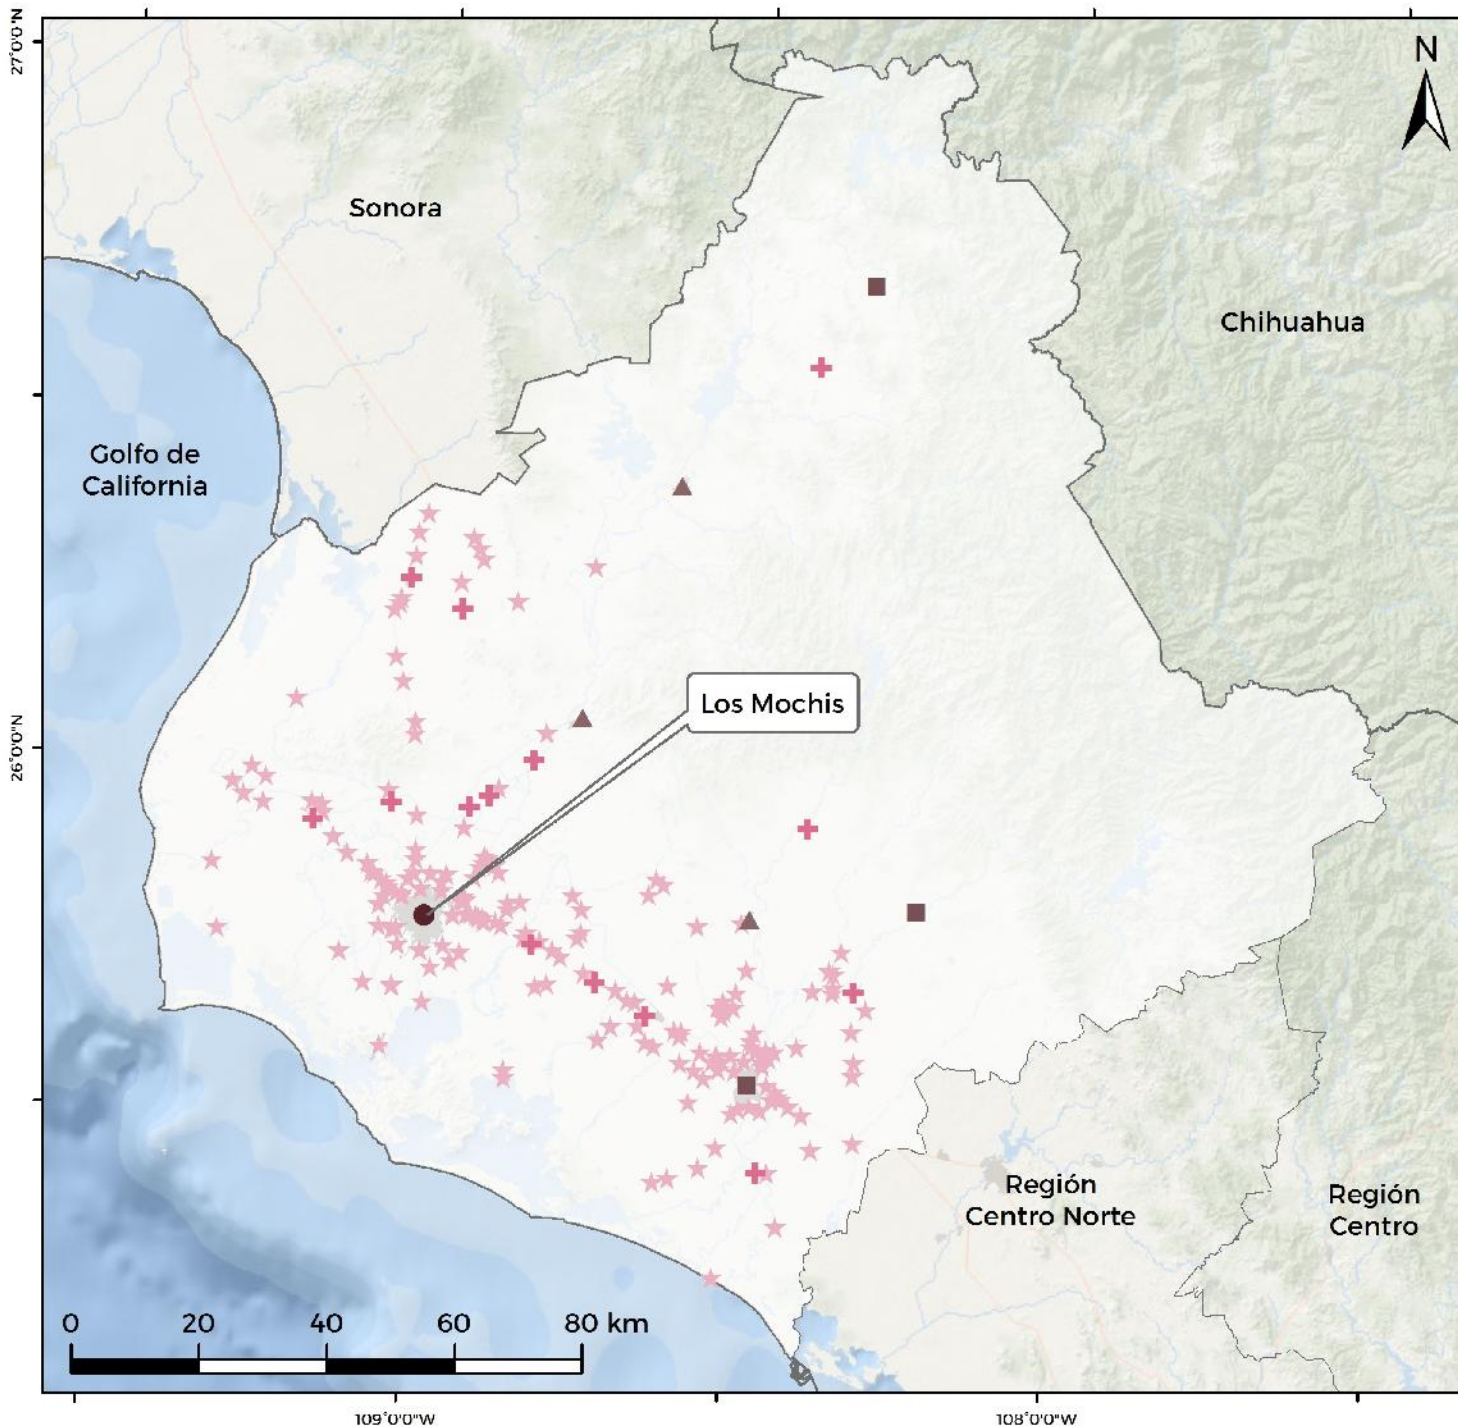 27°0'0"N
N
Sonora
Chihuahua
Golfo de
California
Los Mochis
26°0'0"N
Región
Centro Norte
Región
Centro
0 20 40 60 80 km
109°0'0"W
108°0'0"W